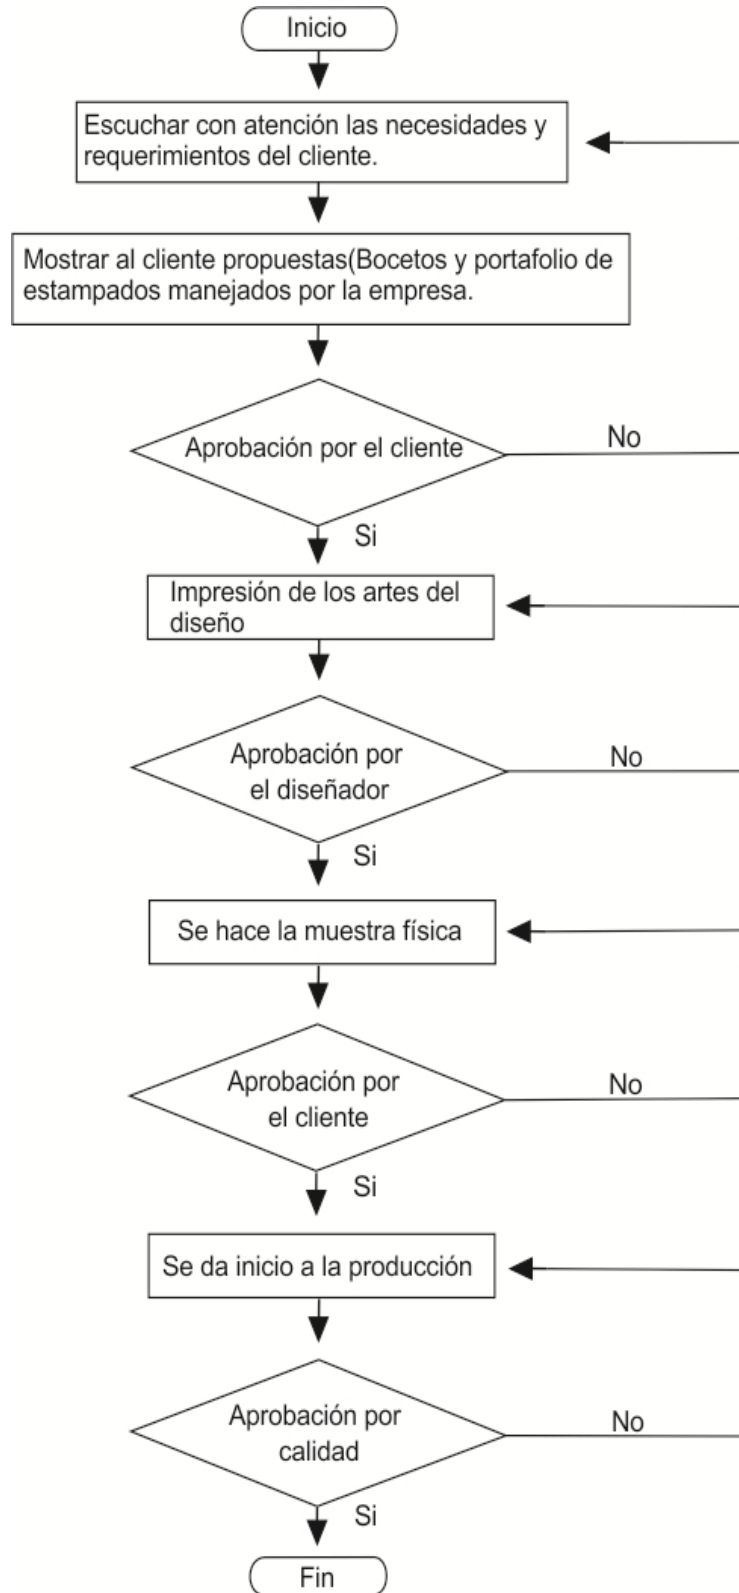 Inicio
Escuchar con atención las necesidades y
requerimientos del cliente.
Mostrar al cliente propuestas(Bocetos y portafolio de
estampados manejados por la empresa.
Aprobación por el cliente
No
Si
Impresión de los artes del
diseño
Aprobación por
el diseñador
No
Si
Se hace la muestra física
Aprobación por
el cliente
No
Si
Se da inicio a la producción
Aprobación por
calidad
No
Si
Fin